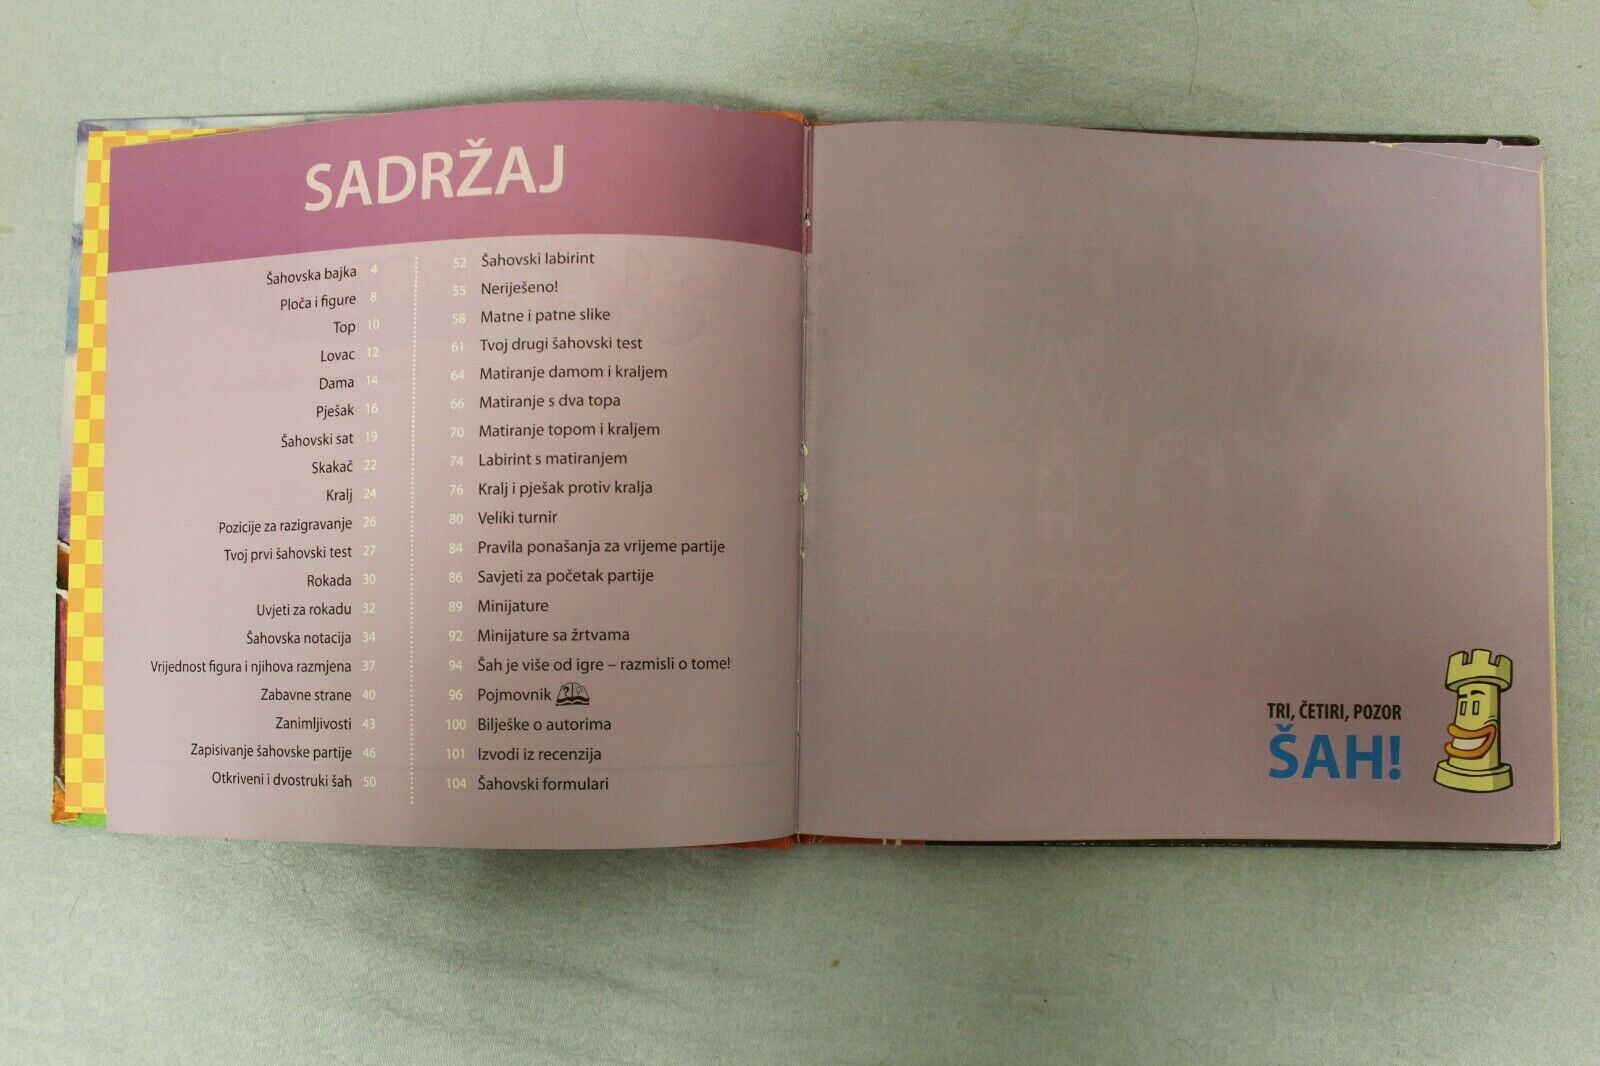 SADRŽAJ
Šahovska bajka 4
Ploča i figure 8
Top 10
Lovac 12
Dama 14
Pješak 16
Šahovski sat 19
Skakač 22
Kralj 24
Pozicije za razigravanje 26
Tvoj prvi šahovski test 27
Rokada 30
Uvjeti za rokadu 32
Šahovska notacija 34
Vrijednost figura i njihova razmjena 37
Zabavne strane 40
Zanimljivosti 43
Zapisivanje šahovske partije 46
Otkriveni i dvostruki šah 50
52 Šahovski labirint
55 Neriješeno!
58 Matne i patne slike
61 Tvoj drugi šahovski test
64 Matiranje damom i kraljem
66 Matiranje s dva topa
70 Matiranje topom i kraljem
74 Labirint s matiranjem
76 Kralj i pješak protiv kralja
80 Veliki turnir
84 Pravila ponašanja za vrijeme partije
86 Savjeti za početak partije
89 Minijature
92 Minijature sa žrtvama
94 Šah je više od igre – razmisli o tome!
96 Pojmovnik
100 Bilješke o autorima
101 Izvodi iz recenzija
104 Šahovski formulari
TRI, ČETIRI, POZOR
ŠAH!